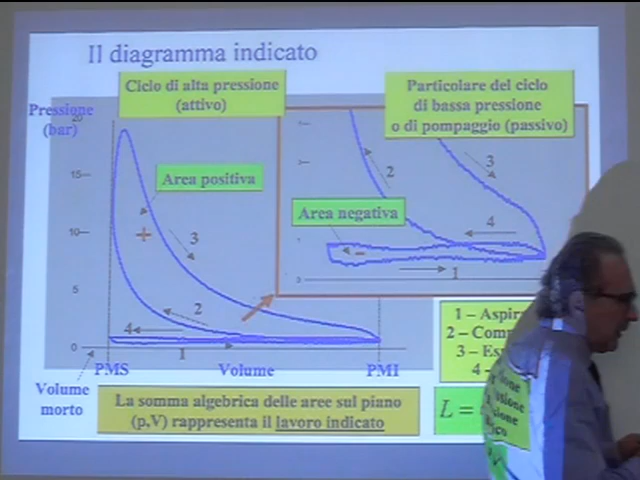 Il diagramma indicato
Ciclo di alta pressione
(attivo)
Particolare del ciclo
di bassa pressione
o di pompaggio (passivo)
Pressione
(bar)
20
15
10
5
0
Area positiva
+
3
2
4
1
Area negativa
-
2
3
4
1
PMS
Volume
PMI
Volume
morto
1 – Aspir
2 – Com
3 – Es
4 –
La somma algebrica delle aree sul piano
(p,V) rappresenta il lavoro indicato
L =